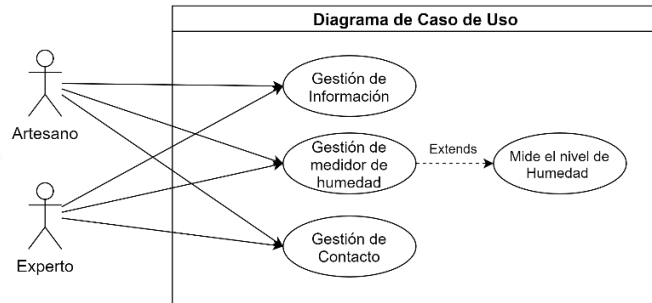 Diagrama de Caso de Uso
Artesano
Experto
Gestión de
Información
Gestión de
medidor de
humedad
Extends
Mide el nivel de
Humedad
Gestión de
Contacto